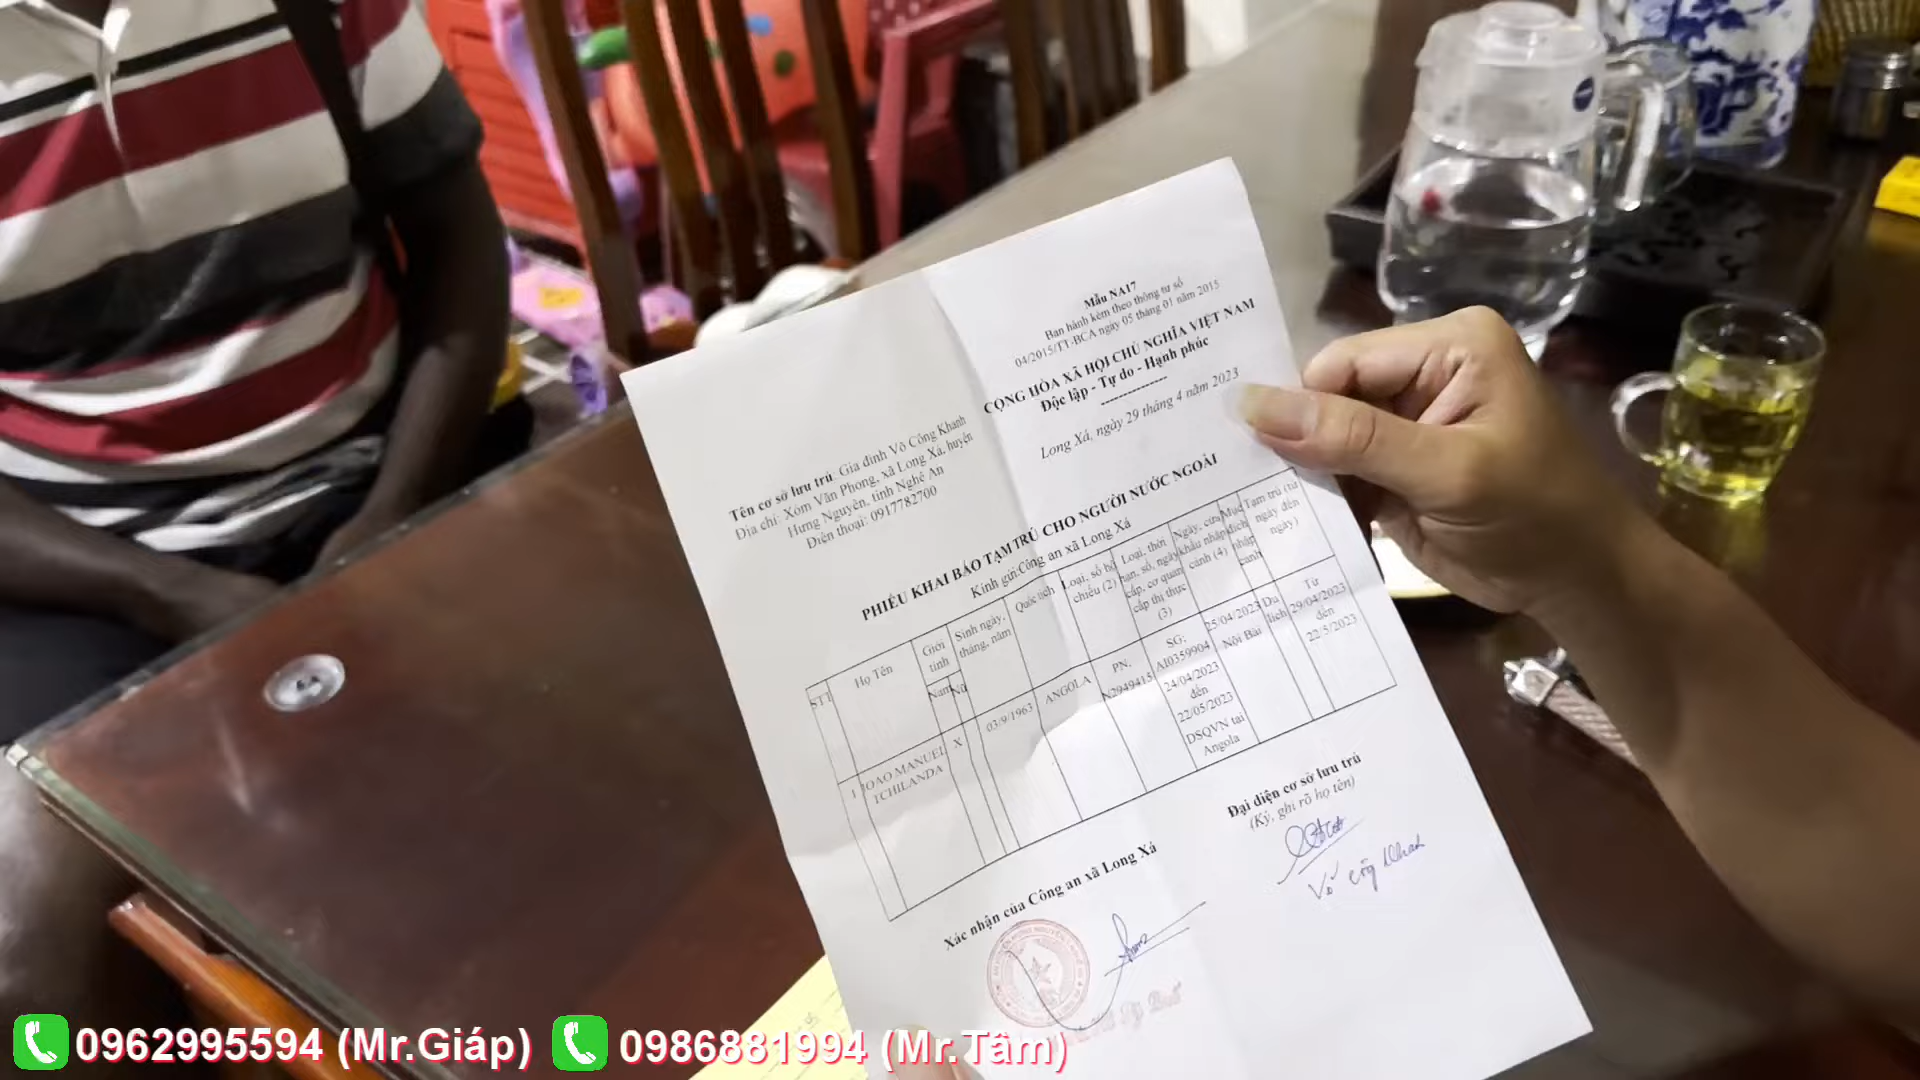 Mẫu NA17
Ban hành kèm theo thông tư số
04/2015/TT-BCA ngày 05 tháng 01 năm 2015
CỘNG HÒA XÃ HỘI CHỦ NGHĨA VIỆT NAM
Độc lập - Tự do - Hạnh phúc
Long Xá, ngày 29 tháng 4 năm 2023
Tên cơ sở lưu trú: Gia đình Võ Công Khanh
Địa chỉ: Xóm Văn Phong, xã Long Xá, huyện
Hưng Nguyên, tỉnh Nghệ An
Điện thoại: 0917782700
PHIẾU KHAI BÁO TẠM TRÚ CHO NGƯỜI NƯỚC NGOÀI
Kính gửi:Công an xã Long Xá
STT
Họ Tên
Giới
tính
Nam
Nữ
Sinh ngày,
tháng, năm
Quốc tịch
Loại, số hộ
chiếu (2)
Loại, thời
hạn, số, ngày
cấp, cơ quan
cấp thị thực
(3)
Ngày, cửa
khẩu nhập
cảnh (4)
Mục
đích
nhập
cảnh
Tạm trú (từ
ngày đến
ngày)
1
JOAO MANUEL
TCHILANDA
X
03/9/1963
ANGOLA
PN.
N2949415
SG:
AI0359904
24/04/2023
đến
22/05/2023
DSQVN tại
Angola
25/04/2023
Nội Bài
Du
lịch
Từ
29/04/2023
đến
22/5/2023
Xác nhận của Công an xã Long Xá
Đại diện cơ sở lưu trú
(Ký, ghi rõ họ tên)
Võ Công Khanh
0962995594 (Mr.Giáp)
0986881994 (Mr.Tâm)